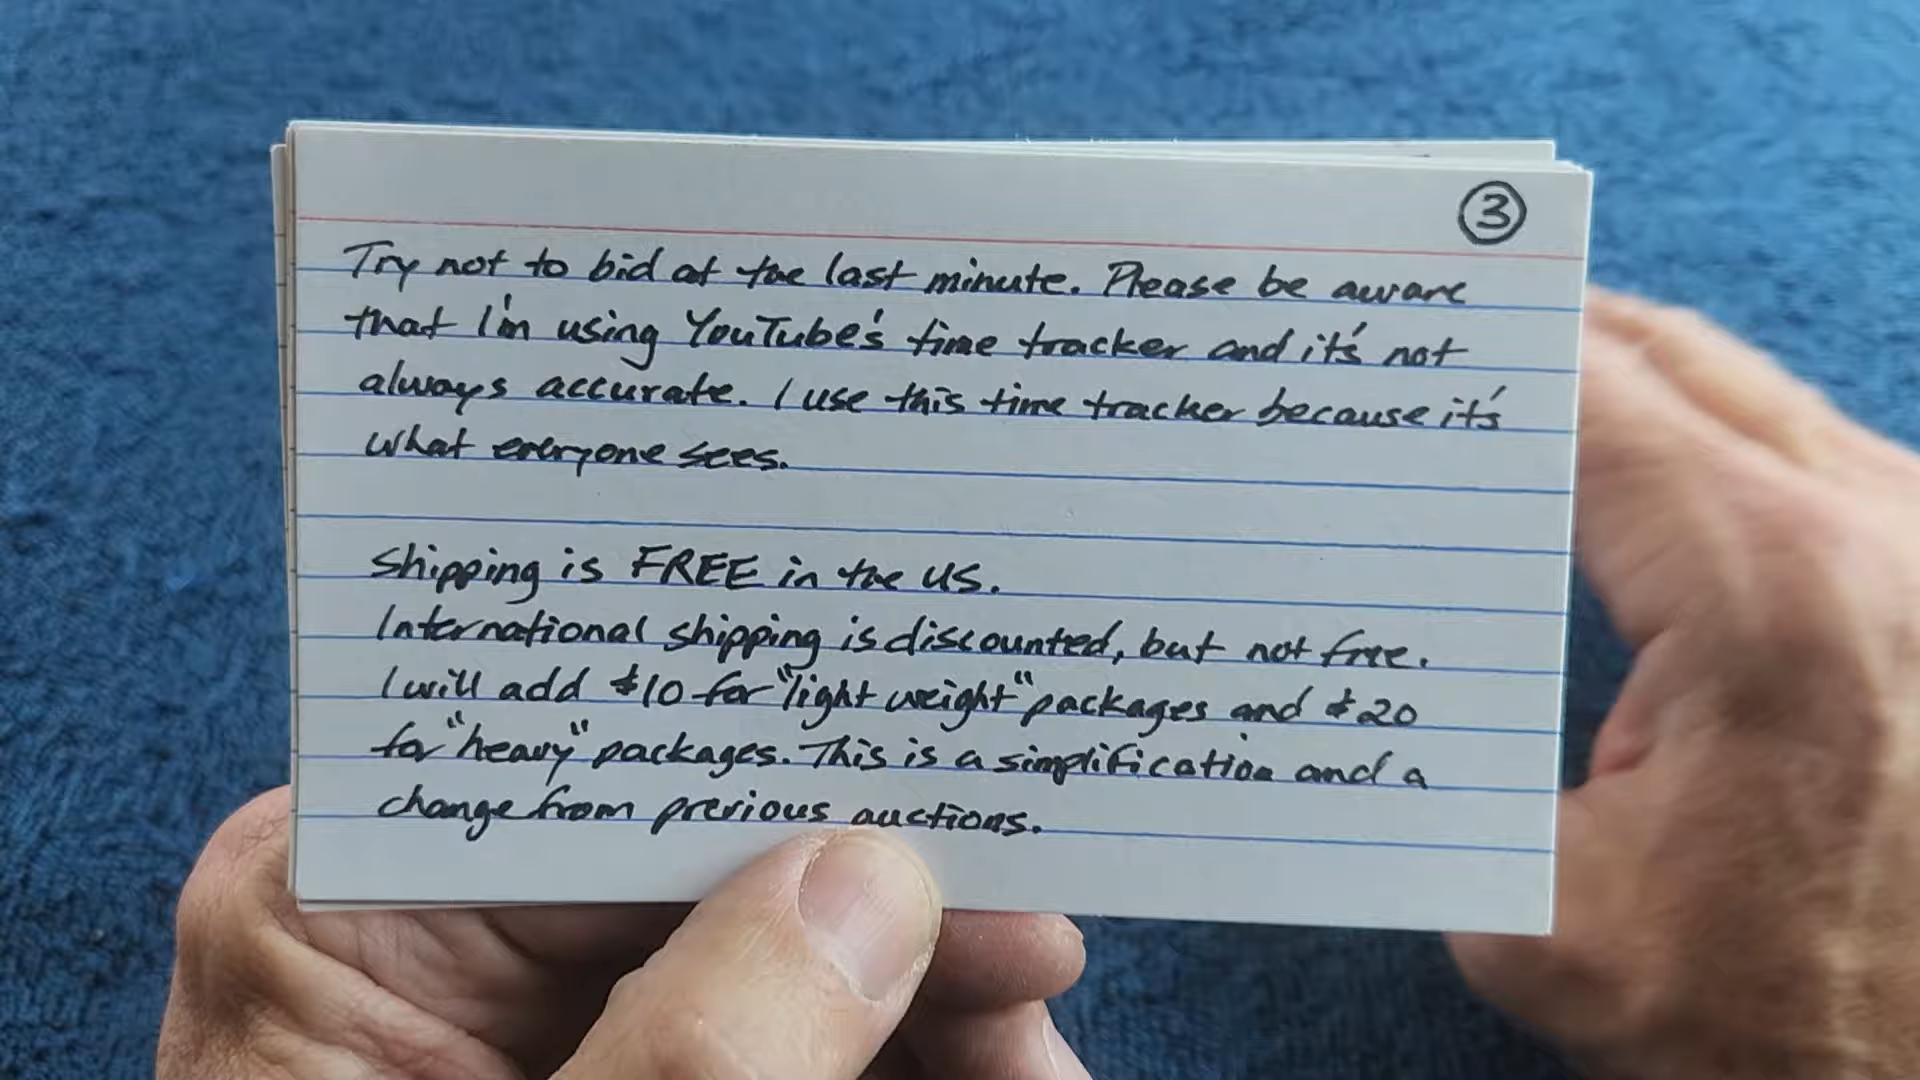 3
Try not to bid at the last minute. Please be aware
that I'm using YouTube's time tracker and it's not
always accurate. I use this time tracker because it's
what everyone sees.
Shipping is FREE in the US.
International shipping is discounted, but not free.
I will add $10 for "light weight" packages and $20
for "heavy" packages. This is a simplification and a
change from previous auctions.